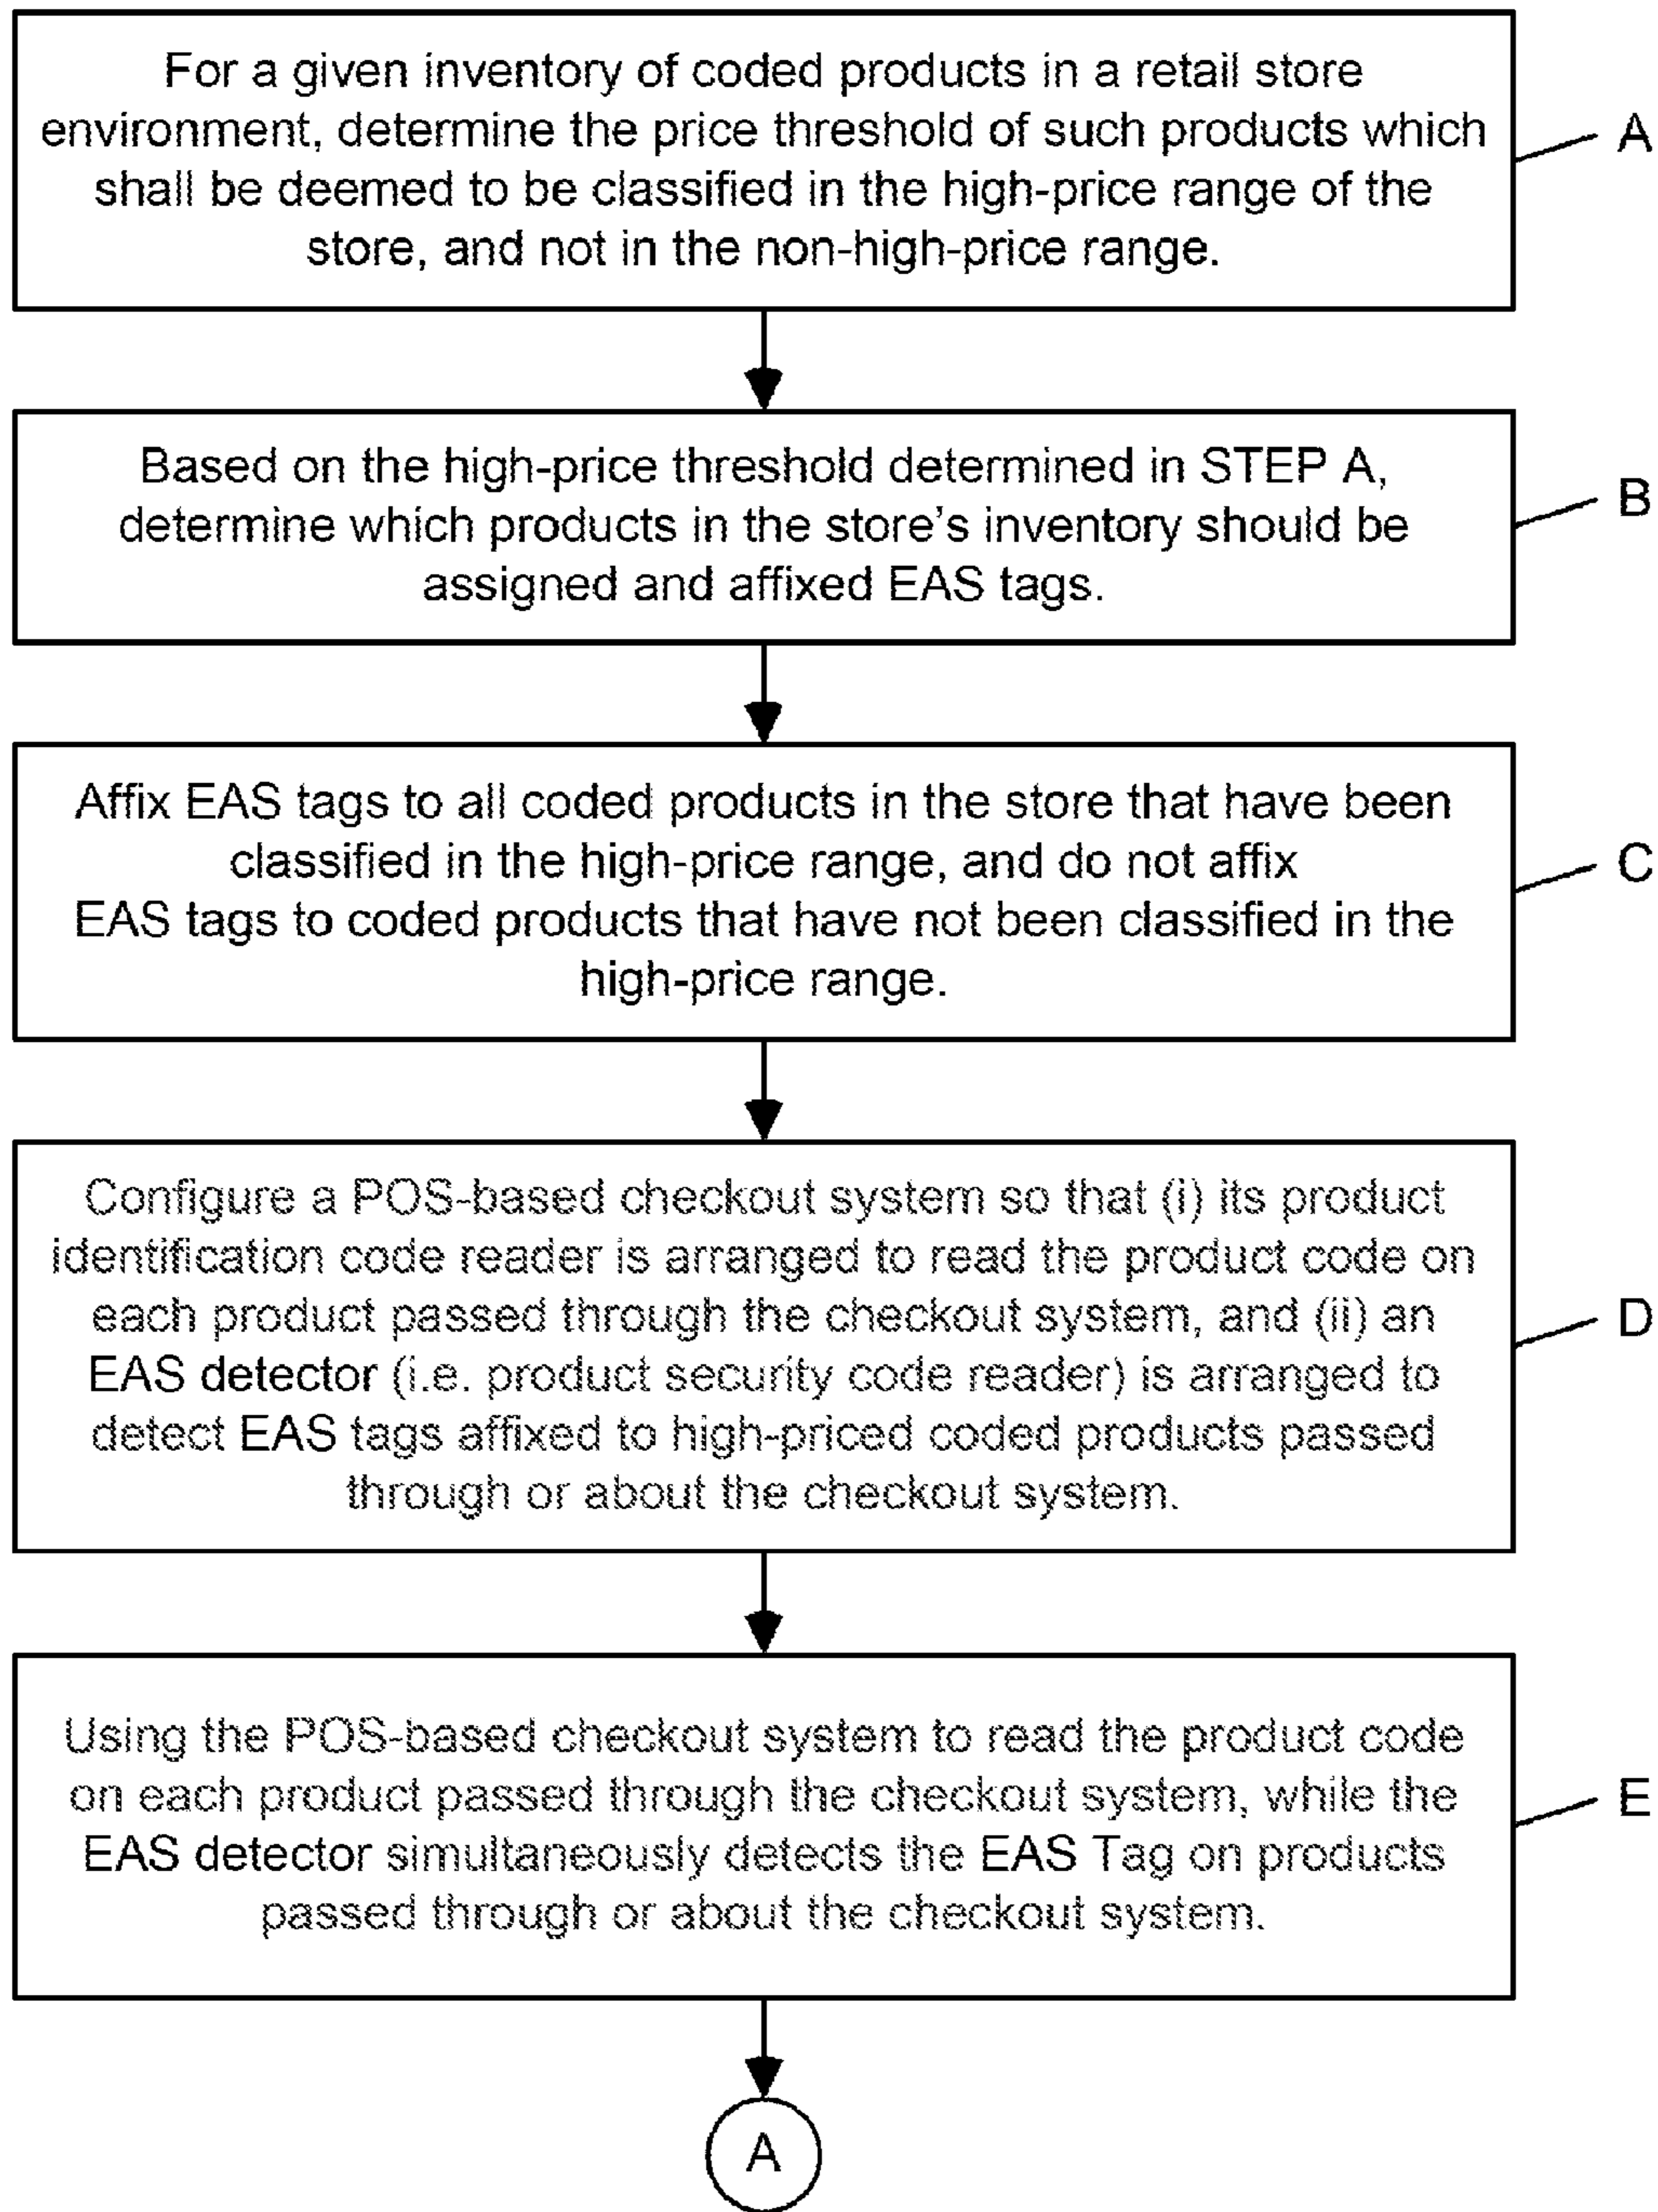 For a given inventory of coded products in a retail store
environment, determine the price threshold of such products which
shall be deemed to be classified in the high-price range of the
store, and not in the non-high-price range.
A
Based on the high-price threshold determined in STEP A,
determine which products in the store's inventory should be
assigned and affixed EAS tags.
B
Affix EAS tags to all coded products in the store that have been
classified in the high-price range, and do not affix
EAS tags to coded products that have not been classified in the
high-price range.
C
Configure a POS-based checkout system so that (i) its product
identification code reader is arranged to read the product code on
each product passed through the checkout system, and (ii) an
EAS detector (i.e. product security code reader) is arranged to
detect EAS tags affixed to high-priced coded products passed
through or about the checkout system.
D
Using the POS-based checkout system to read the product code
on each product passed through the checkout system, while the
EAS detector simultaneously detects the EAS Tag on products
passed through or about the checkout system.
E
A